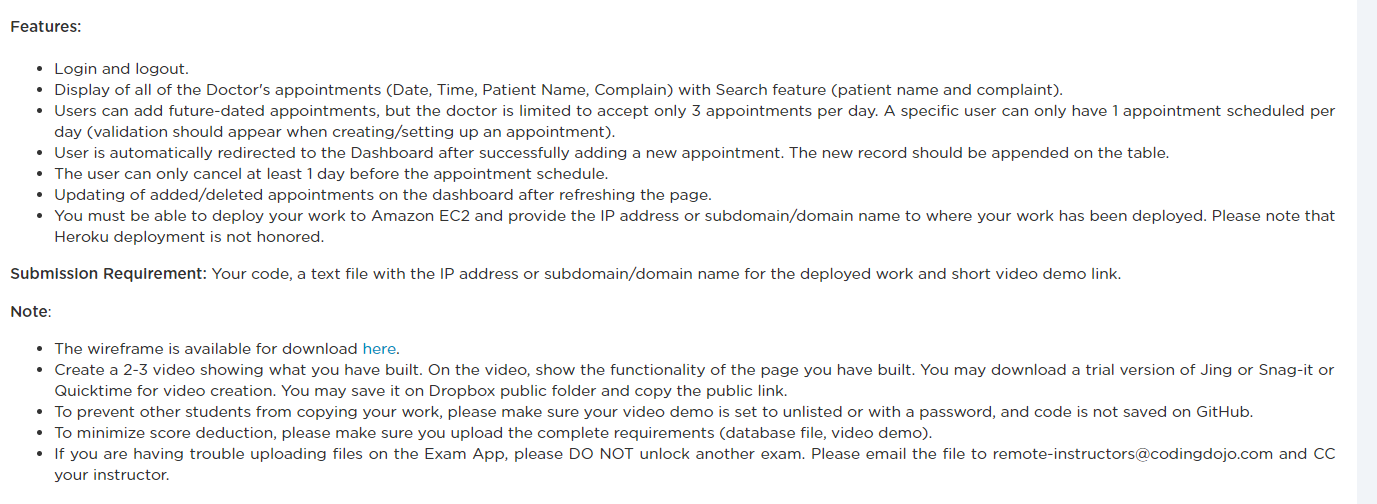 Features:
• Login and logout.
• Display of all of the Doctor's appointments (Date, Time, Patient Name, Complain) with Search feature (patient name and complaint).
• Users can add future-dated appointments, but the doctor is limited to accept only 3 appointments per day. A specific user can only have 1 appointment scheduled per
day (validation should appear when creating/setting up an appointment).
• User is automatically redirected to the Dashboard after successfully adding a new appointment. The new record should be appended on the table.
• The user can only cancel at least 1 day before the appointment schedule.
• Updating of added/deleted appointments on the dashboard after refreshing the page.
• You must be able to deploy your work to Amazon EC2 and provide the IP address or subdomain/domain name to where your work has been deployed. Please note that
Heroku deployment is not honored.
Submission Requirement: Your code, a text file with the IP address or subdomain/domain name for the deployed work and short video demo link.
Note:
• The wireframe is available for download here.
• Create a 2-3 video showing what you have built. On the video, show the functionality of the page you have built. You may download a trial version of Jing or Snag-it or
Quicktime for video creation. You may save it on Dropbox public folder and copy the public link.
• To prevent other students from copying your work, please make sure your video demo is set to unlisted or with a password, and code is not saved on GitHub.
• To minimize score deduction, please make sure you upload the complete requirements (database file, video demo).
• If you are having trouble uploading files on the Exam App, please DO NOT unlock another exam. Please email the file to remote-instructors@codingdojo.com and CC
your instructor.